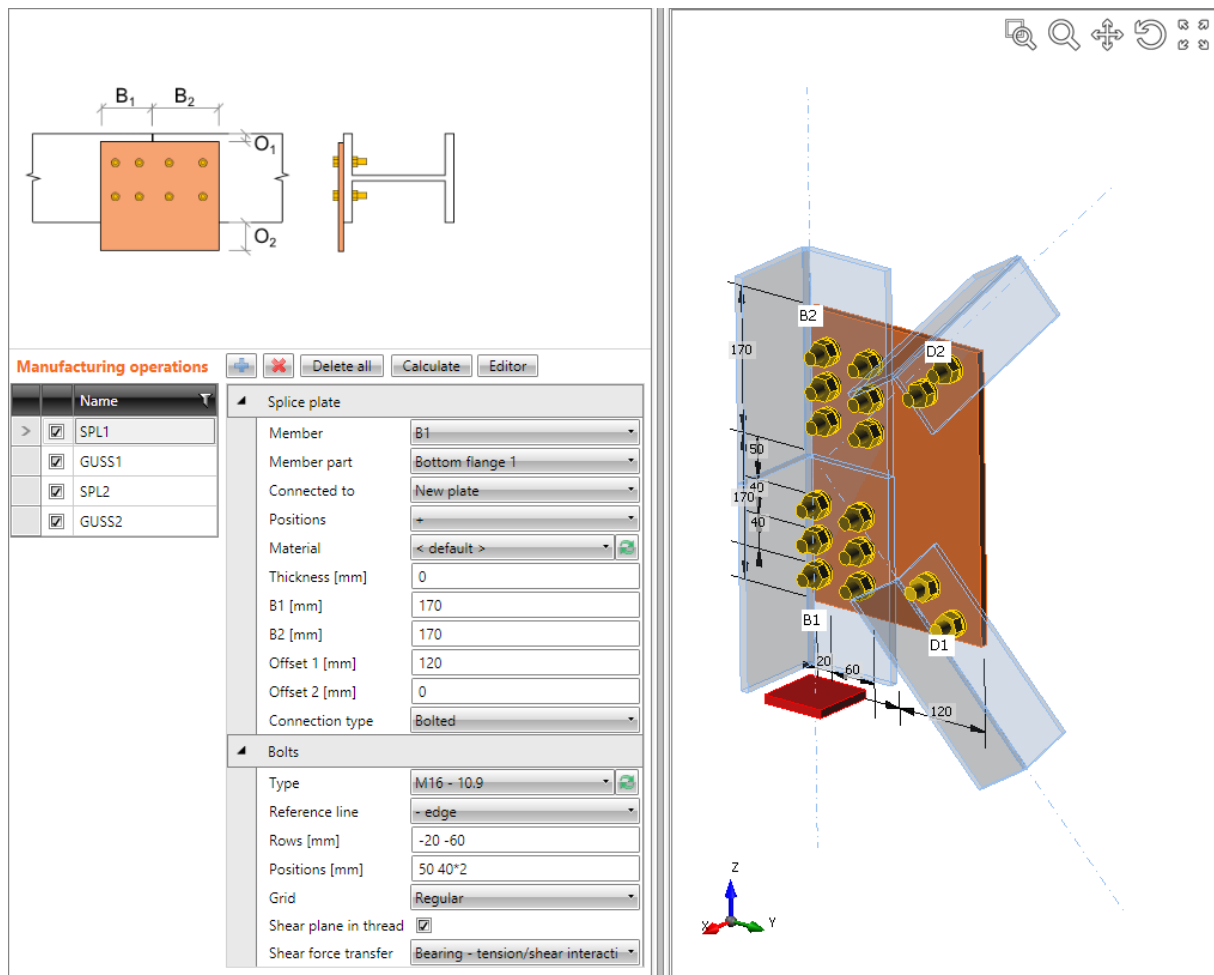 B1 B2
O1
O2
Manufacturing operations
Delete all
Calculate
Editor
Name
SPL1
GUSS1
SPL2
GUSS2
Splice plate
Member B1
Member part Bottom flange 1
Connected to New plate
Positions +
Material < default >
Thickness [mm] 0
B1 [mm] 170
B2 [mm] 170
Offset 1 [mm] 120
Offset 2 [mm] 0
Connection type Bolted
Bolts
Type M16 - 10.9
Reference line - edge
Rows [mm] -20 -60
Positions [mm] 50 40*2
Grid Regular
Shear plane in thread
Shear force transfer Bearing - tension/shear interacti
B2
170
D2
50
40
170
40
B1
D1
20
60
120
Z
X
Y